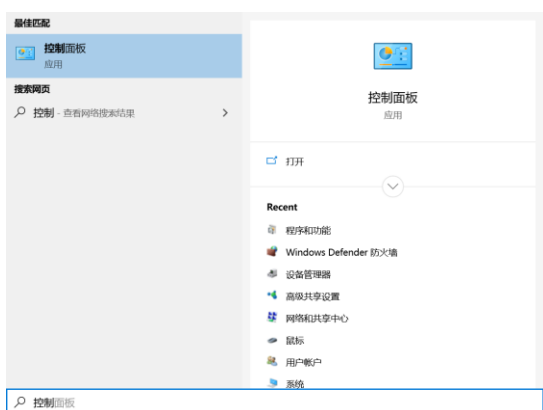 最佳匹配
控制面板
应用
搜索网页
控制 - 查看网络搜索结果
控制面板
应用
打开
Recent
程序和功能
Windows Defender 防火墙
设备管理器
高级共享设置
网络和共享中心
鼠标
用户帐户
系统
控制面板